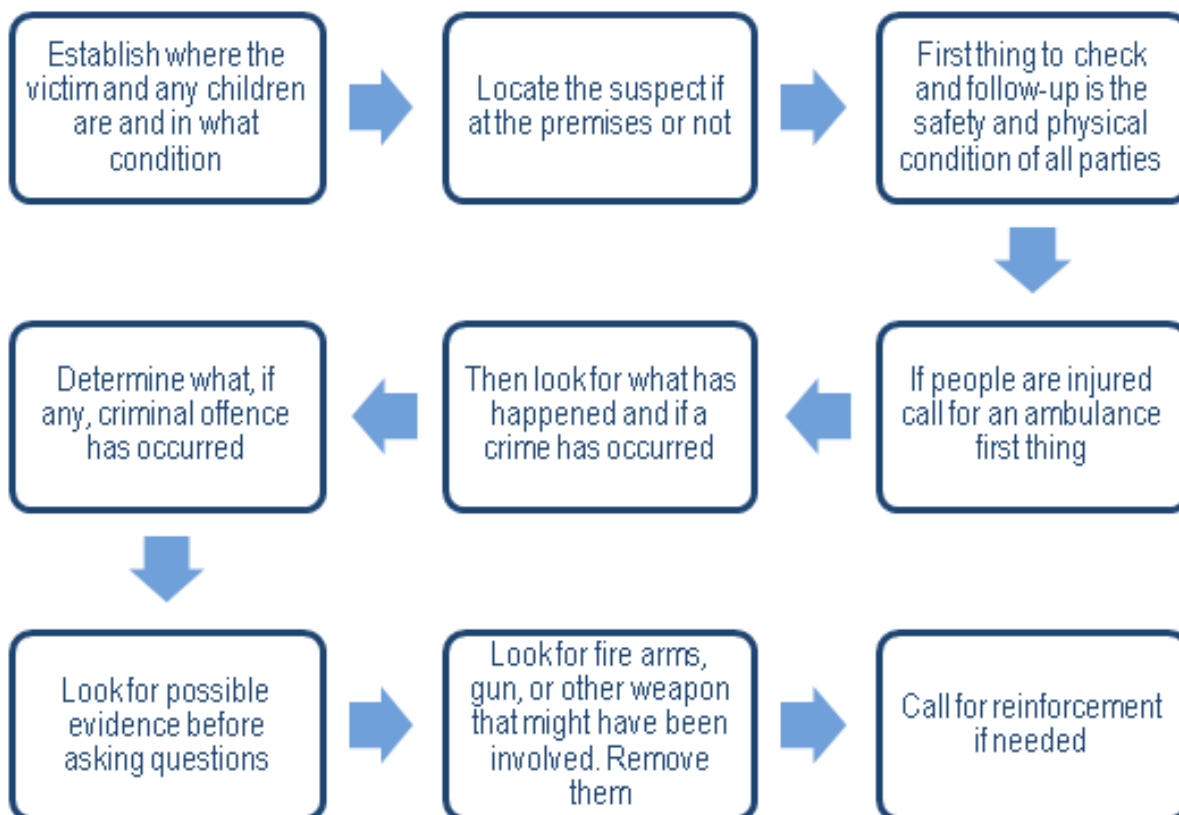 Establish where the
victim and any children
are and in what
condition
Locate the suspect if
at the premises or not
First thing to check
and follow-up is the
safety and physical
condition of all parties
If people are injured
call for an ambulance
first thing
Then look for what has
happened and if a
crime has occurred
Determine what, if
any, criminal offence
has occurred
Look for possible
evidence before
asking questions
Look for fire arms,
gun, or other weapon
that might have been
involved. Remove
them
Call for reinforcement
if needed